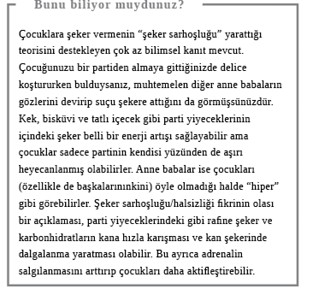 Bunu biliyor muydunuz?
Çocuklara şeker vermenin “şeker sarhoşluğu” yarattığı
teorisini destekleyen çok az bilimsel kanıt mevcut.
Çocuğunuzu bir partiden almaya gittiğinizde delice
koştururken bulduysanız, muhtemelen diğer anne babaların
gözlerini devirip suçu şekere attığını da görmüşsünüzdür.
Kek, bisküvi ve tatlı içecek gibi parti yiyeceklerinin
içindeki şeker belli bir enerji artışı sağlayabilir ama
çocuklar sadece partinin kendisi yüzünden de aşırı
heyecanlanmış olabilirler. Anne babalar ise çocukları
(özellikle de başkalarınınkini) öyle olmadığı halde “hiper”
gibi görebilirler. Şeker sarhoşluğu/halsizliği fikrinin olası
bir açıklaması, parti yiyeceklerindeki gibi rafine şeker ve
karbonhidratların kana hızla karışması ve kan şekerinde
dalgalanma yaratması olabilir. Bu ayrıca adrenalin
salgılanmasını arttırıp çocukları daha aktifleştirebilir.